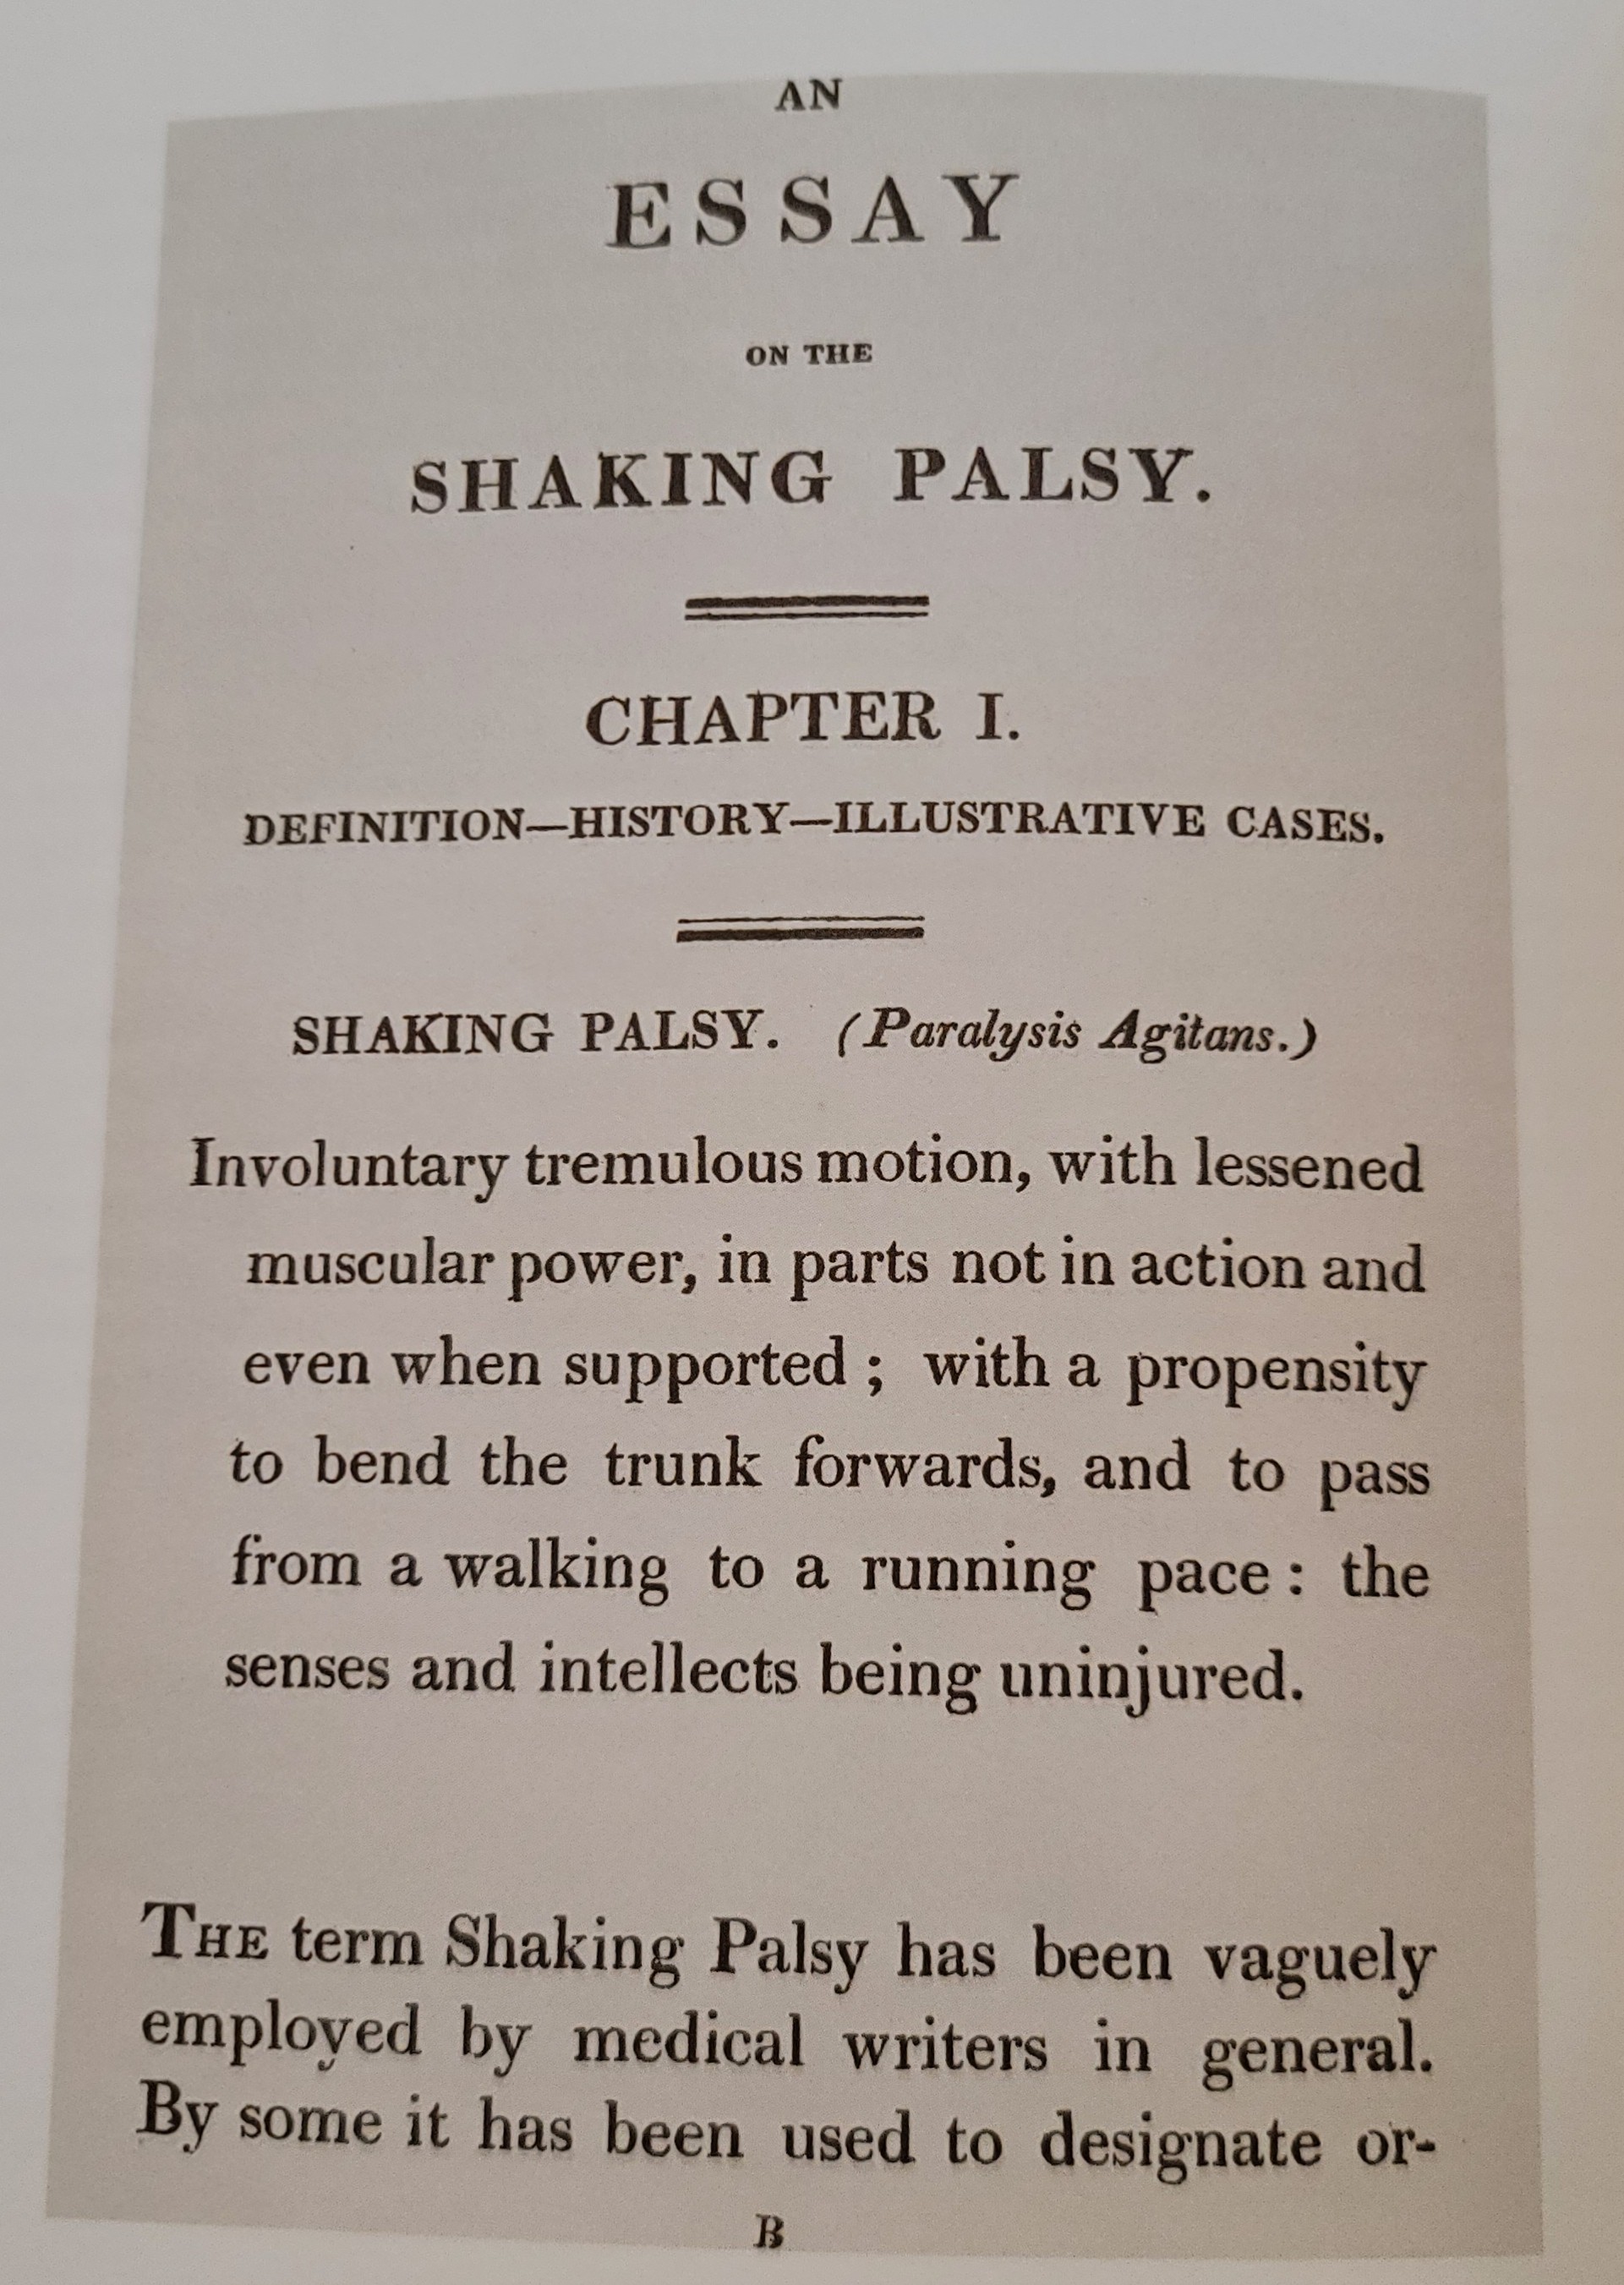 AN
ESSAY
ON THE
SHAKING PALSY.
CHAPTER I.
DEFINITION—HISTORY—ILLUSTRATIVE CASES.
SHAKING PALSY. (Paralysis Agitans.)
Involuntary tremulous motion, with lessened
muscular power, in parts not in action and
even when supported ; with a propensity
to bend the trunk forwards, and to pass
from a walking to a running pace : the
senses and intellects being uninjured.
THE term Shaking Palsy has been vaguely
employed by medical writers in general.
By some it has been used to designate or-
B